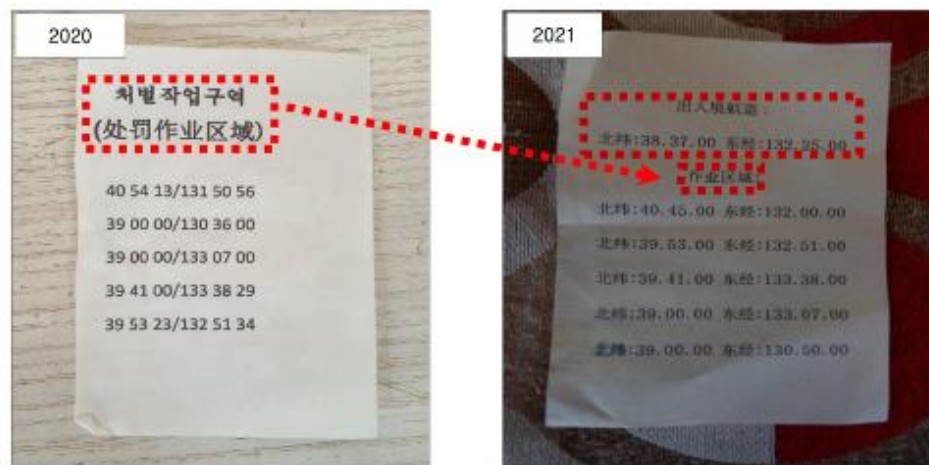 2020
처벌작업구역
(处罚作业区域)
40 54 13/131 50 56
39 00 00/130 36 00
39 00 00/133 07 00
39 41 00/133 38 29
39 53 23/132 51 34
2021
出入境航道:
北纬:38.37.00 东经:132.25.00
作业区域:
北纬:40.45.00 东经:132.00.00
北纬:39.53.00 东经:132.51.00
北纬:39.41.00 东经:133.38.00
北纬:39.00.00 东经:133.07.00
北纬:39.00.00 东经:130.50.00